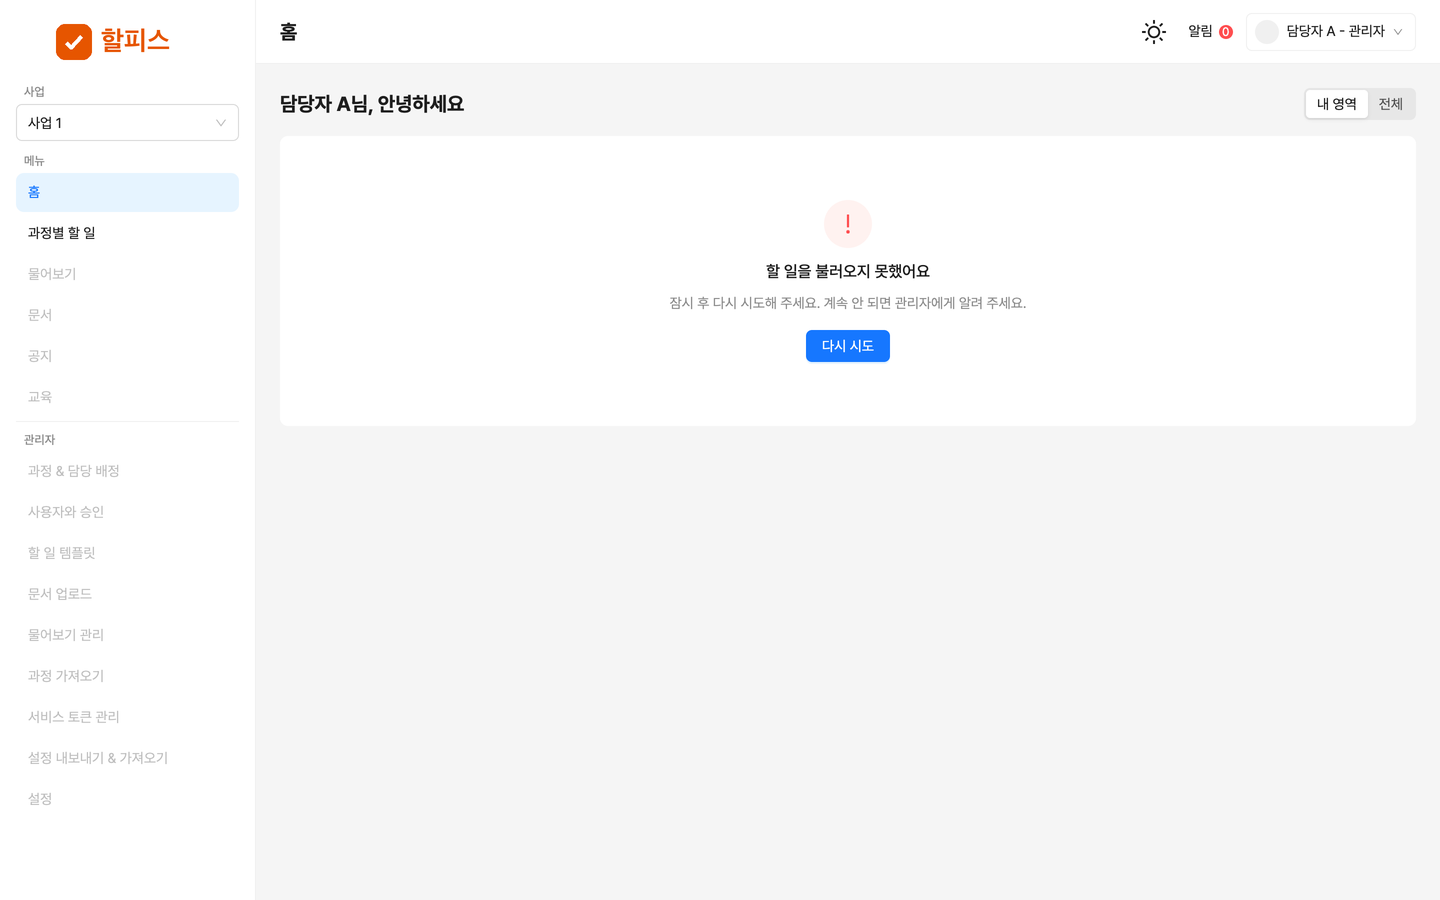 할피스
사업
사업 1
메뉴
홈
과정별 할 일
물어보기
문서
공지
교육
관리자
과정 & 담당 배정
사용자와 승인
할 일 템플릿
문서 업로드
물어보기 관리
과정 가져오기
서비스 토큰 관리
설정 내보내기 & 가져오기
설정
홈
알림 0
담당자 A - 관리자
담당자 A님, 안녕하세요
내 영역 전체
!
할 일을 불러오지 못했어요
잠시 후 다시 시도해 주세요. 계속 안 되면 관리자에게 알려 주세요.
다시 시도